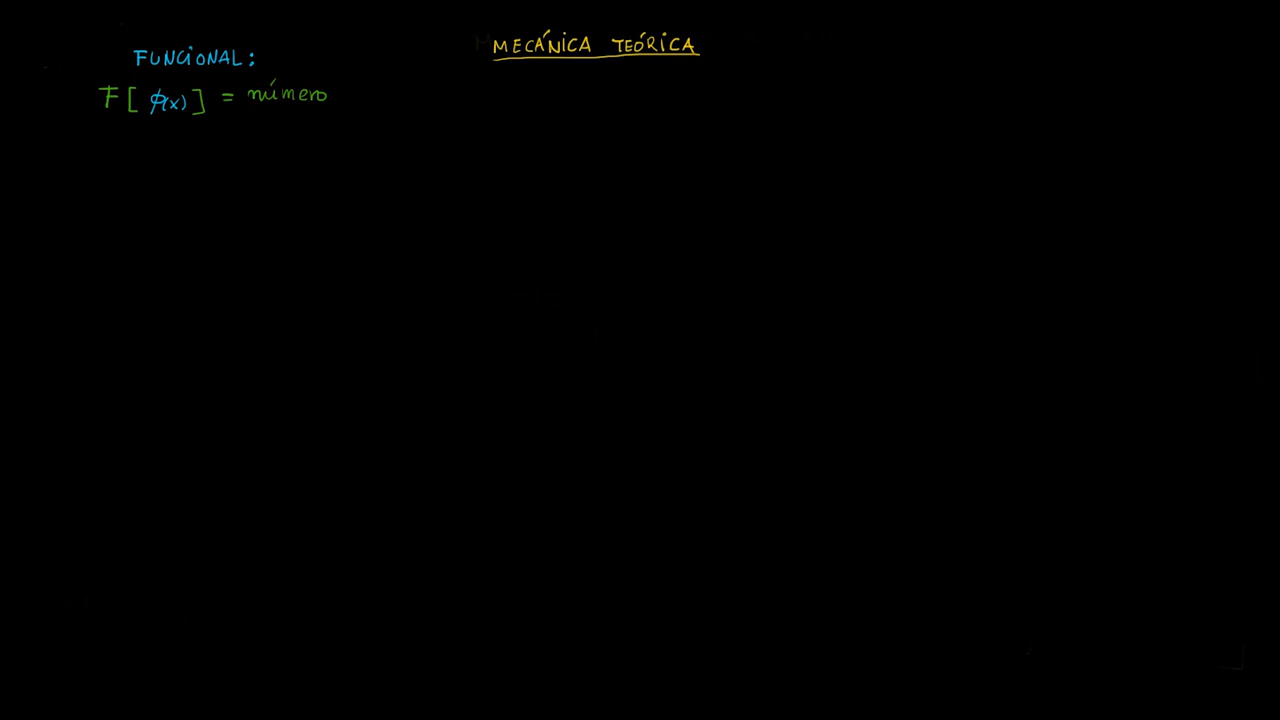 MECÁNICA TEÓRICA
FUNCIONAL:
F[ϕ(x)] = número